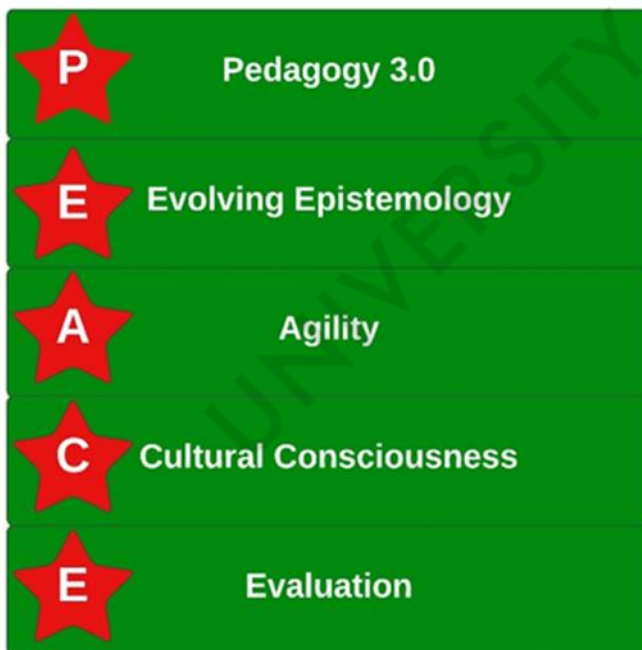 P Pedagogy 3.0
E Evolving Epistemology
A Agility
C Cultural Consciousness
E Evaluation
UNIVERSITY